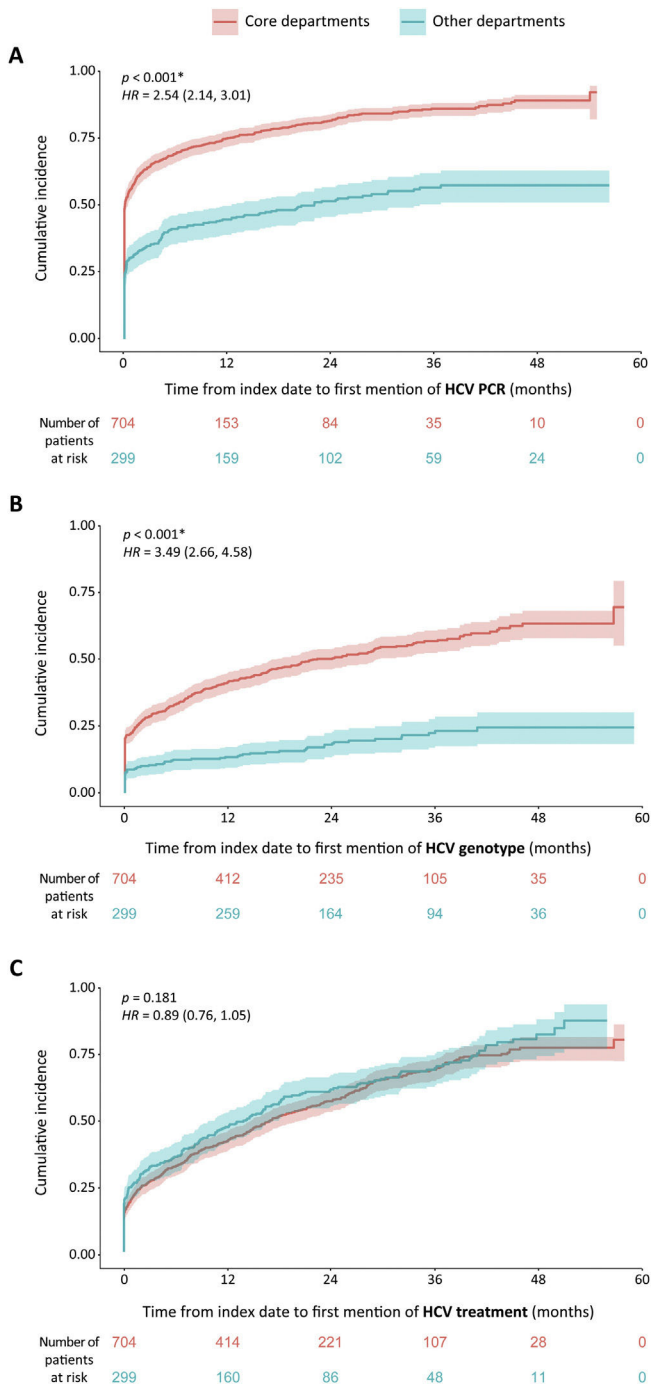 Core departments Other departments
A
p < 0.001*
HR = 2.54 (2.14, 3.01)
1.00
0.75
0.50
0.25
0.00
Cumulative incidence
0 12 24 36 48 60
Time from index date to first mention of HCV PCR (months)
Number of patients at risk
704 153 84 35 10 0
299 159 102 59 24 0
B
p < 0.001*
HR = 3.49 (2.66, 4.58)
1.00
0.75
0.50
0.25
0.00
Cumulative incidence
0 12 24 36 48 60
Time from index date to first mention of HCV genotype (months)
Number of patients at risk
704 412 235 105 35 0
299 259 164 94 36 0
C
p = 0.181
HR = 0.89 (0.76, 1.05)
1.00
0.75
0.50
0.25
0.00
Cumulative incidence
0 12 24 36 48 60
Time from index date to first mention of HCV treatment (months)
Number of patients at risk
704 414 221 107 28 0
299 160 86 48 11 0